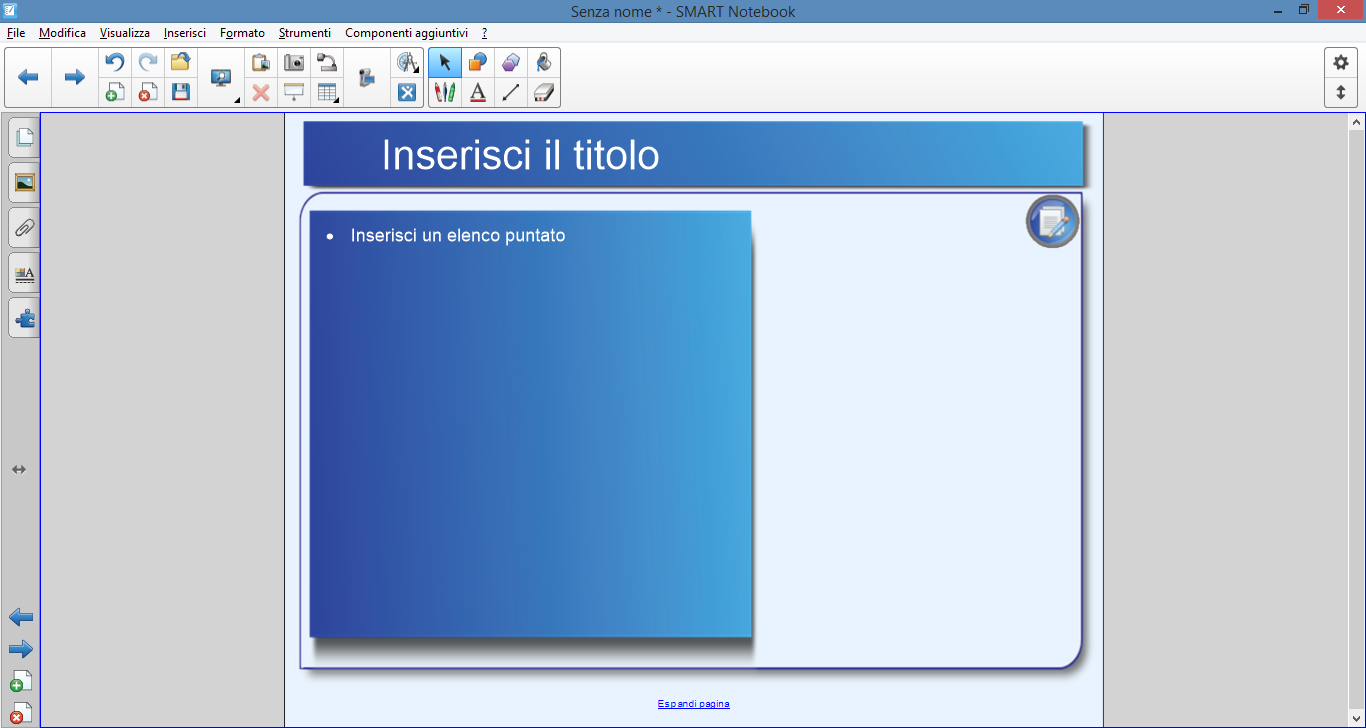 Senza nome * - SMART Notebook
File Modifica Visualizza Inserisci Formato Strumenti Componenti aggiuntivi ?
Inserisci il titolo
• Inserisci un elenco puntato
Espandi pagina